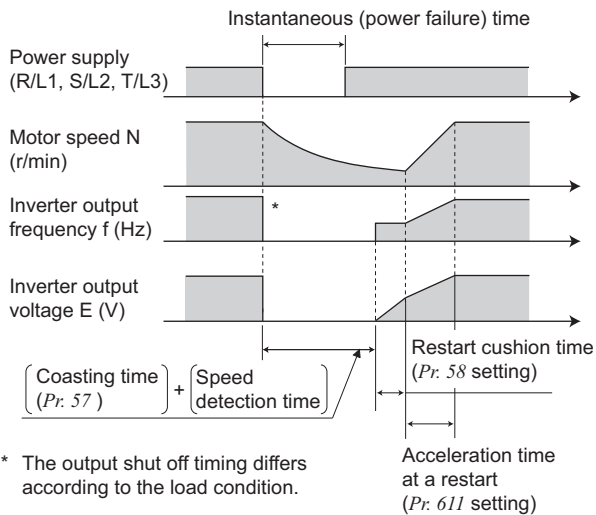 Instantaneous (power failure) time
Power supply
(R/L1, S/L2, T/L3)
Motor speed N
(r/min)
Inverter output
frequency f (Hz)
*
Inverter output
voltage E (V)
Coasting time
(Pr. 57 )
+
Speed
detection time
Restart cushion time
(Pr. 58 setting)
* The output shut off timing differs
according to the load condition.
Acceleration time
at a restart
(Pr. 611 setting)